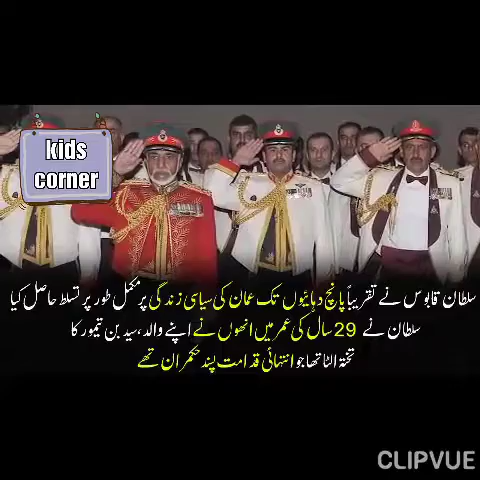 kids
corner
سلطان قابوس نے تقریباً پانچ دہائیوں تک عمان کی سیاسی زندگی پر مکمل طور پر تسلط حاصل کیا
سلطان نے 29 سال کی عمر میں انھوں نے اپنے والد، سید بن تیمور کا
تختہ الٹا تھا جو انتہائی قدامت پسند حکمران تھے
CLIPVUE